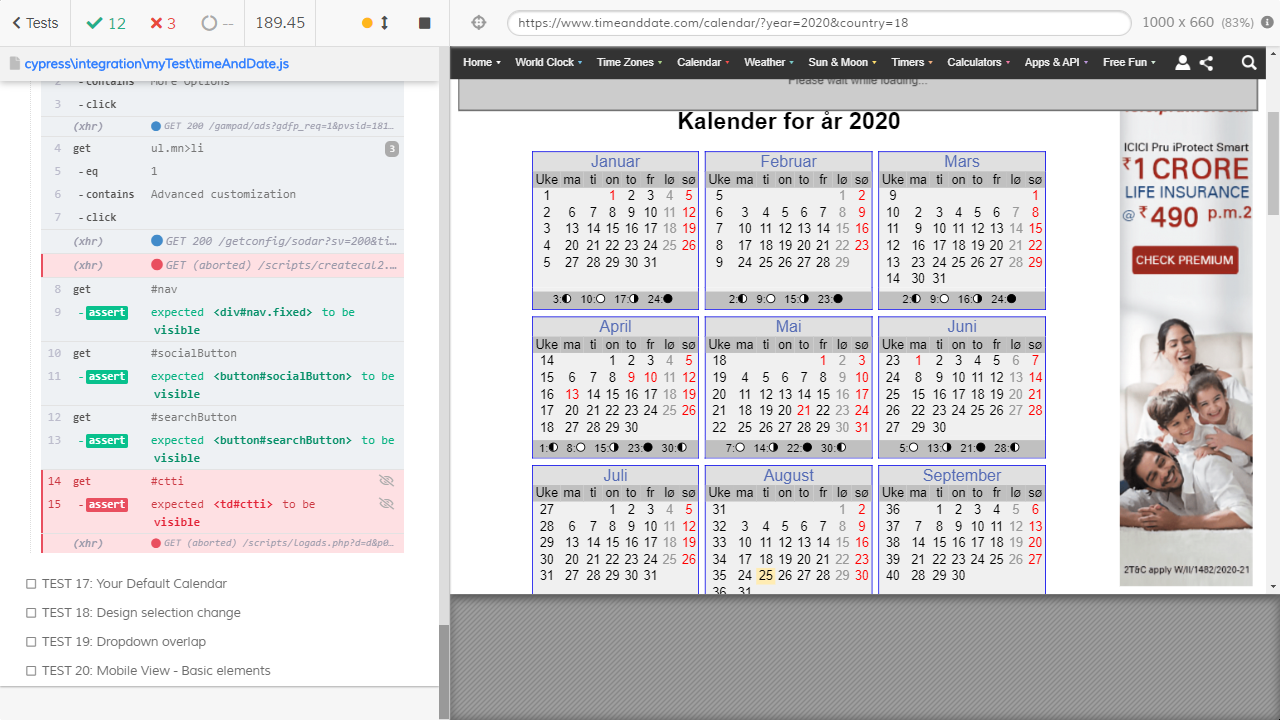 Tests
12
3
--
189.45
https://www.timeanddate.com/calendar/?year=2020&country=18
1000 x 660 (83%)
cypress\integration\myTest\timeAndDate.js
2 -contains More options
3 -click
(xhr) GET 200 /gampad/ads?gdfp_req=1&pvsid=181...
4 get ul.mn>li 3
5 -eq 1
6 -contains Advanced customization
7 -click
(xhr) GET 200 /getconfig/sodar?sv=200&ti...
(xhr) GET (aborted) /scripts/createcal2....
8 get #nav
9 -assert expected <div#nav.fixed> to be
visible
10 get #socialButton
11 -assert expected <button#socialButton> to be
visible
12 get #searchButton
13 -assert expected <button#searchButton> to be
visible
14 get #ctti
15 -assert expected <td#ctti> to be
visible
(xhr) GET (aborted) /scripts/logads.php?d=d&p0...
TEST 17: Your Default Calendar
TEST 18: Design selection change
TEST 19: Dropdown overlap
TEST 20: Mobile View - Basic elements
Home World Clock Time Zones Calendar Weather Sun & Moon Timers Calculators Apps & API Free Fun
Please wait while loading...
Kalender for år 2020
Januar
Uke ma ti on to fr lø sø
1 1 2 3 4 5
2 6 7 8 9 10 11 12
3 13 14 15 16 17 18 19
4 20 21 22 23 24 25 26
5 27 28 29 30 31
3: 10: 17: 24:
Februar
Uke ma ti on to fr lø sø
5 1 2
6 3 4 5 6 7 8 9
7 10 11 12 13 14 15 16
8 17 18 19 20 21 22 23
9 24 25 26 27 28 29
2: 9: 15: 23:
Mars
Uke ma ti on to fr lø sø
9 1
10 2 3 4 5 6 7 8
11 9 10 11 12 13 14 15
12 16 17 18 19 20 21 22
13 23 24 25 26 27 28 29
14 30 31
2: 9: 16: 24:
April
Uke ma ti on to fr lø sø
14 1 2 3 4 5
15 6 7 8 9 10 11 12
16 13 14 15 16 17 18 19
17 20 21 22 23 24 25 26
18 27 28 29 30
1: 8: 15: 23: 30:
Mai
Uke ma ti on to fr lø sø
18 1 2 3
19 4 5 6 7 8 9 10
20 11 12 13 14 15 16 17
21 18 19 20 21 22 23 24
22 25 26 27 28 29 30 31
7: 14: 22: 30:
Juni
Uke ma ti on to fr lø sø
23 1 2 3 4 5 6 7
24 8 9 10 11 12 13 14
25 15 16 17 18 19 20 21
26 22 23 24 25 26 27 28
27 29 30
5: 13: 21: 28:
Juli
Uke ma ti on to fr lø sø
27 1 2 3 4 5
28 6 7 8 9 10 11 12
29 13 14 15 16 17 18 19
30 20 21 22 23 24 25 26
31 27 28 29 30 31
August
Uke ma ti on to fr lø sø
31 1 2
32 3 4 5 6 7 8 9
33 10 11 12 13 14 15 16
34 17 18 19 20 21 22 23
35 24 25 26 27 28 29 30
36 31
September
Uke ma ti on to fr lø sø
36 1 2 3 4 5 6
37 7 8 9 10 11 12 13
38 14 15 16 17 18 19 20
39 21 22 23 24 25 26 27
40 28 29 30
ICICI Pru iProtect Smart
₹1 CRORE
LIFE INSURANCE
@ ₹490 p.m.2
CHECK PREMIUM
2T&C apply W/II/1482/2020-21